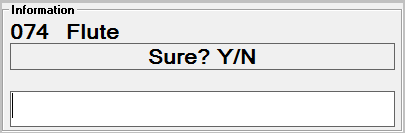 Information
074 Flute
Sure? Y/N